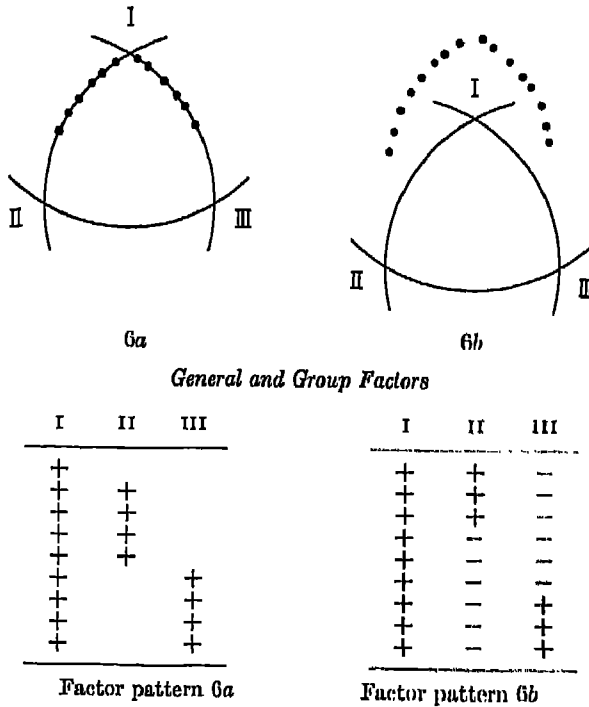 I
I
II III
II II
6a
6b
General and Group Factors
I II III
+
+ +
+ +
+ +
+ +
+ +
+ +
+ +
+ +
Factor pattern 6a
I II III
+ + −
+ + −
+ + −
+ − −
+ − −
+ − −
+ − +
+ − +
+ − +
Factor pattern 6b